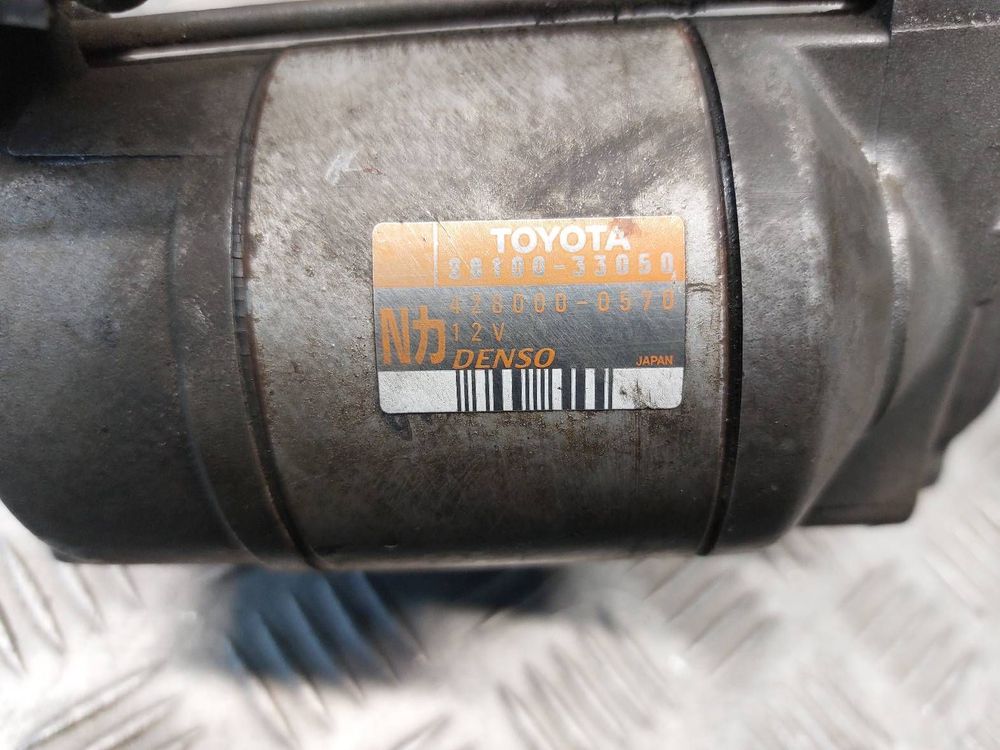 TOYOTA
28100-33050
428000-0570
12V
Nカ DENSO JAPAN